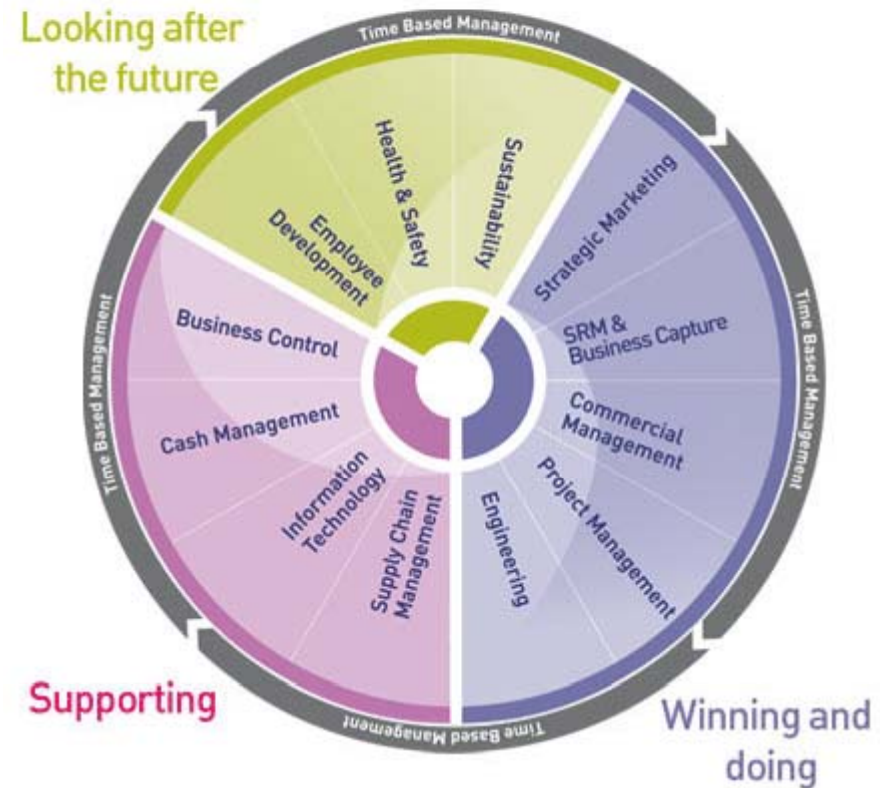 Looking after
the future
Time Based Management
Sustainability
Health & Safety
Employee
Development
Strategic Marketing
SRM &
Business Capture
Commercial
Management
Project Management
Engineering
Time Based Management
Business Control
Cash Management
Information
Technology
Supply Chain
Management
Time Based Management
Time Based Management
Supporting
Winning and
doing